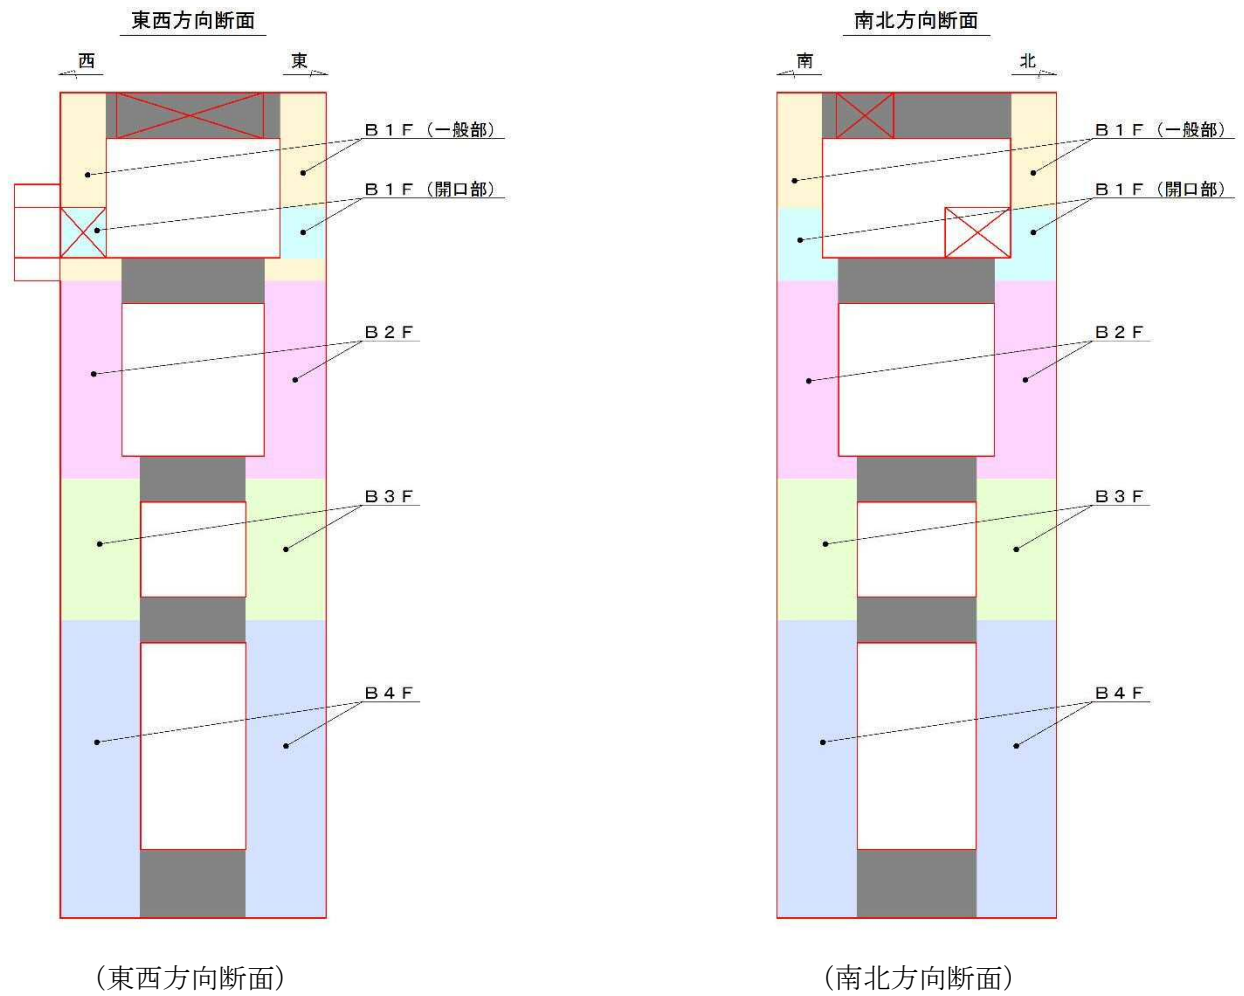 東西方向断面
西
東
B1F(一般部)
B1F(開口部)
B2F
B3F
B4F
(東西方向断面)
南北方向断面
南
北
B1F(一般部)
B1F(開口部)
B2F
B3F
B4F
(南北方向断面)